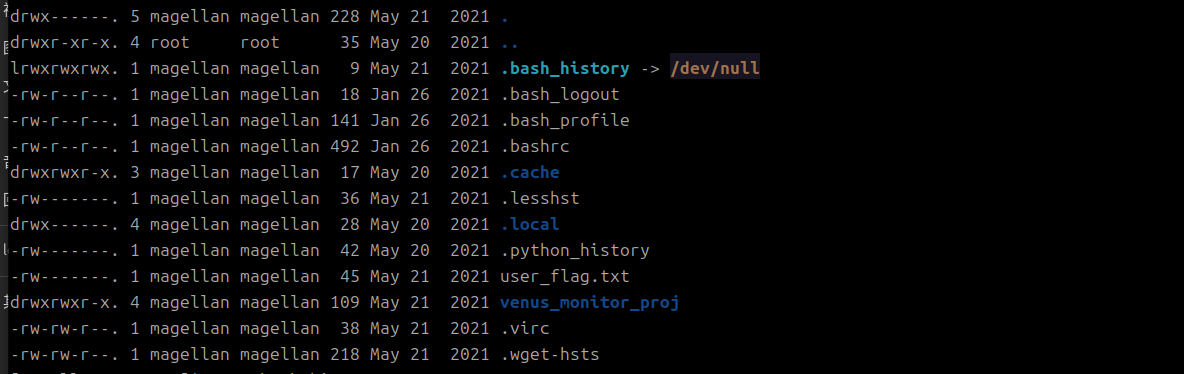 drwx------. 5 magellan magellan 228 May 21  2021 .
drwxr-xr-x. 4 root     root      35 May 20  2021 ..
lrwxrwxrwx. 1 magellan magellan   9 May 21  2021 .bash_history -> /dev/null
-rw-r--r--. 1 magellan magellan  18 Jan 26  2021 .bash_logout
-rw-r--r--. 1 magellan magellan 141 Jan 26  2021 .bash_profile
-rw-r--r--. 1 magellan magellan 492 Jan 26  2021 .bashrc
drwxrwxr-x. 3 magellan magellan  17 May 20  2021 .cache
-rw-------. 1 magellan magellan  36 May 21  2021 .lesshst
drwx------. 4 magellan magellan  28 May 20  2021 .local
-rw-------. 1 magellan magellan  42 May 20  2021 .python_history
-rw-------. 1 magellan magellan  45 May 21  2021 user_flag.txt
drwxrwxr-x. 4 magellan magellan 109 May 21  2021 venus_monitor_proj
-rw-rw-r--. 1 magellan magellan  38 May 21  2021 .virc
-rw-rw-r--. 1 magellan magellan 218 May 21  2021 .wget-hsts